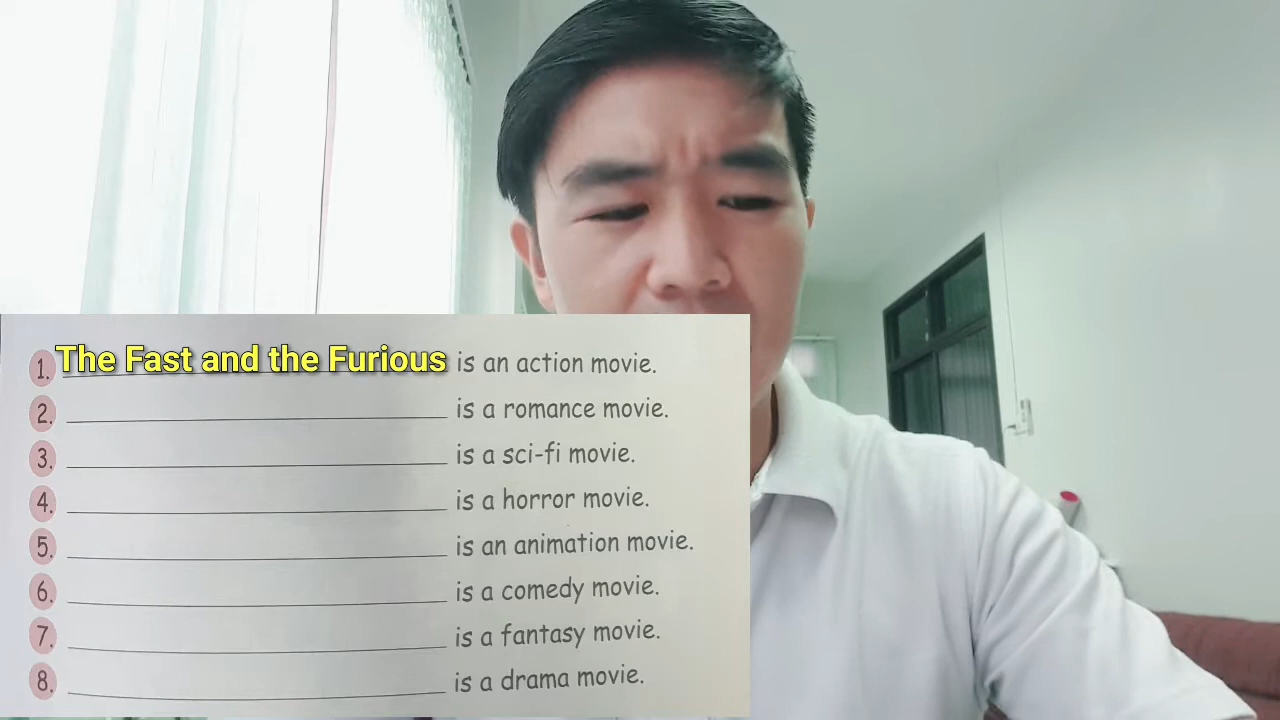 1. The Fast and the Furious is an action movie.
2. is a romance movie.
3. is a sci-fi movie.
4. is a horror movie.
5. is an animation movie.
6. is a comedy movie.
7. is a fantasy movie.
8. is a drama movie.